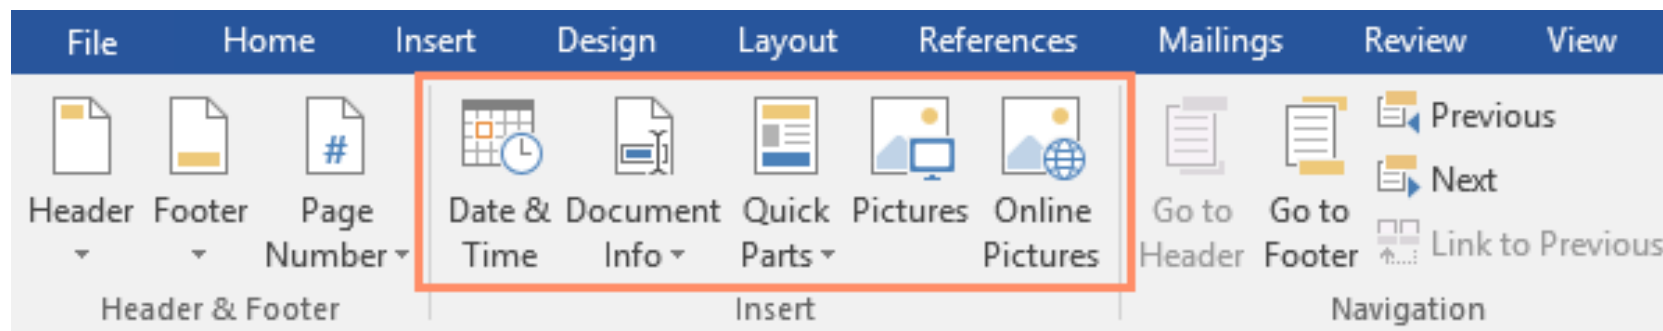 File Home Insert Design Layout References Mailings Review View
Header Footer Page Number
Date & Time Document Info Quick Parts Pictures Online Pictures
Go to Header Go to Footer
Previous
Next
Link to Previous
Header & Footer Insert Navigation